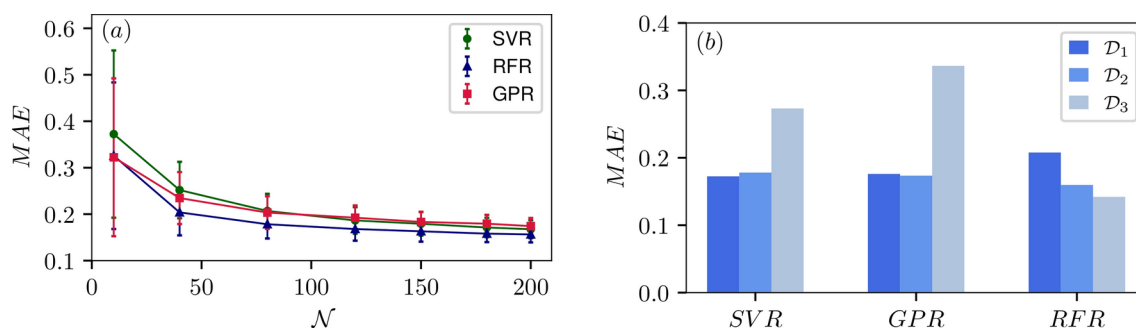 (a)
SVR
RFR
GPR
MAE
0.6
0.5
0.4
0.3
0.2
0.1
0 50 100 150 200
𝒩
(b)
𝒟₁
𝒟₂
𝒟₃
MAE
0.4
0.3
0.2
0.1
0.0
SVR GPR RFR